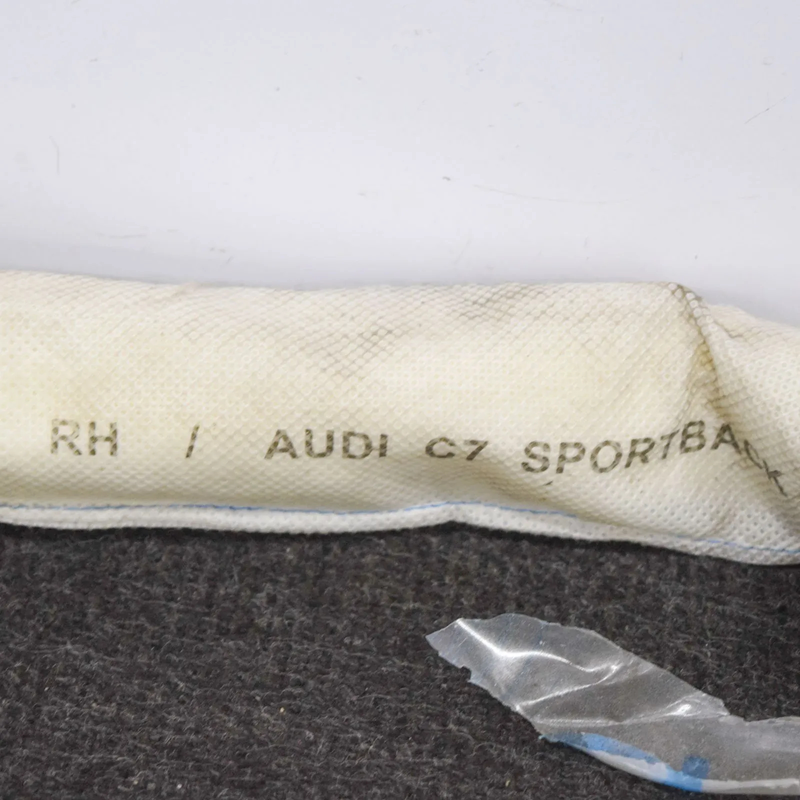 RH / AUDI C7 SPORTBACK